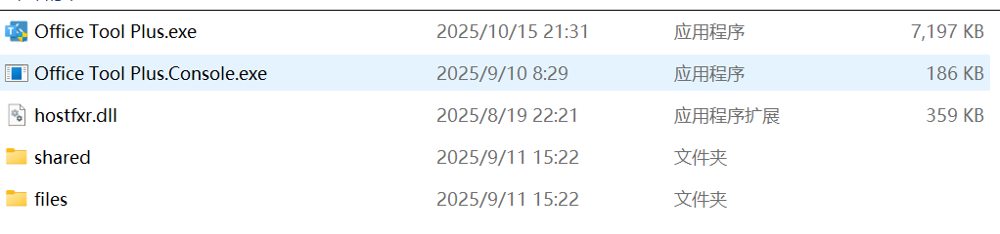 Office Tool Plus.exe 2025/10/15 21:31 应用程序 7,197 KB
Office Tool Plus.Console.exe 2025/9/10 8:29 应用程序 186 KB
hostfxr.dll 2025/8/19 22:21 应用程序扩展 359 KB
shared 2025/9/11 15:22 文件夹
files 2025/9/11 15:22 文件夹